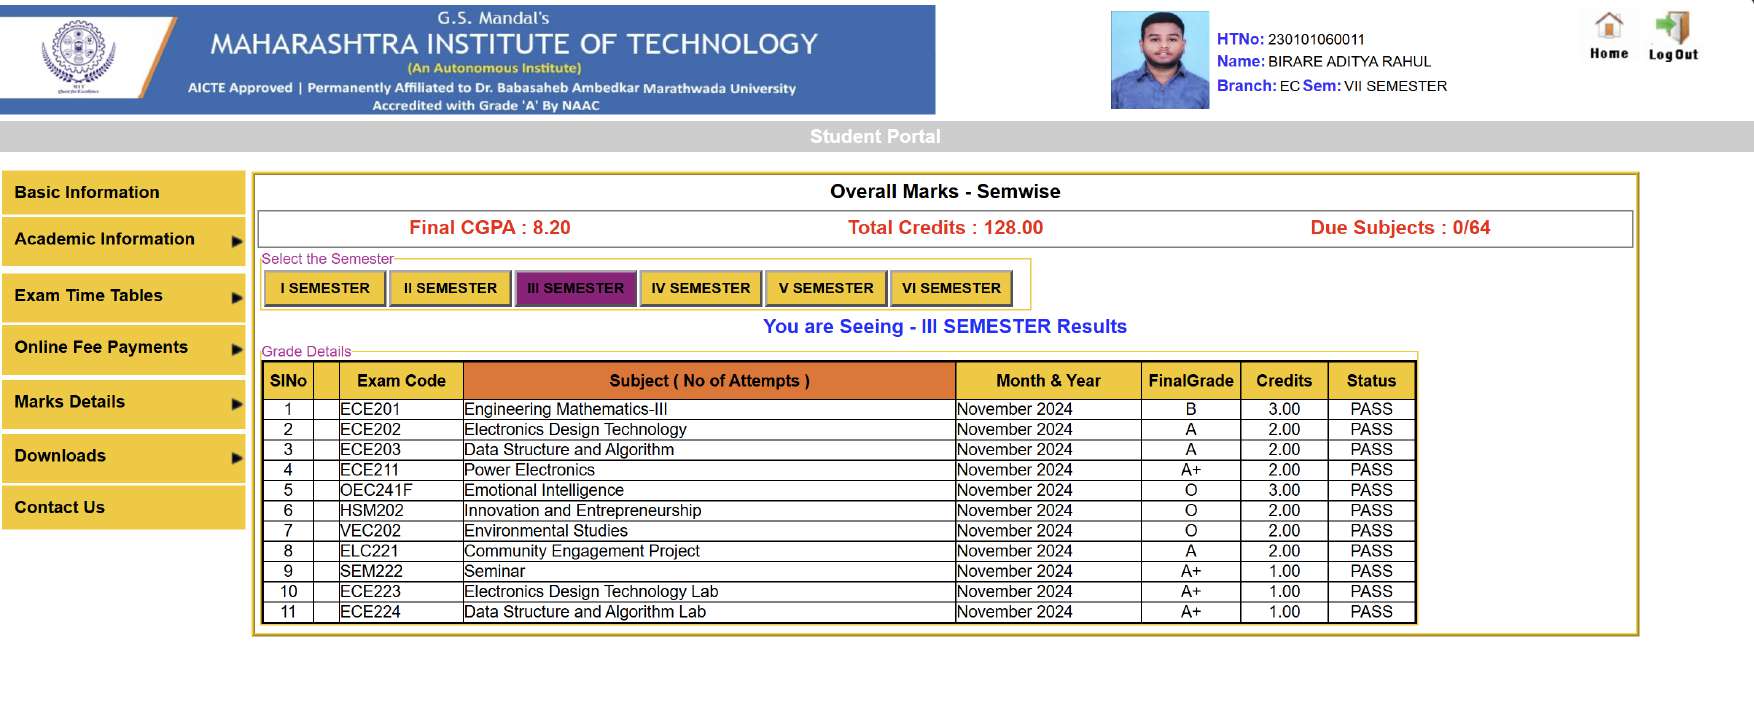 G.S. Mandal's
MAHARASHTRA INSTITUTE OF TECHNOLOGY
(An Autonomous Institute)
AICTE Approved | Permanently Affiliated to Dr. Babasaheb Ambedkar Marathwada University
Accredited with Grade 'A' By NAAC
HTNo: 230101060011
Name: BIRARE ADITYA RAHUL
Branch: EC Sem: VII SEMESTER
Home LogOut
Student Portal
Basic Information
Academic Information
Exam Time Tables
Online Fee Payments
Marks Details
Downloads
Contact Us
Overall Marks - Semwise
Final CGPA : 8.20 Total Credits : 128.00 Due Subjects : 0/64
Select the Semester
I SEMESTER II SEMESTER III SEMESTER IV SEMESTER V SEMESTER VI SEMESTER
You are Seeing - III SEMESTER Results
Grade Details
SlNo Exam Code Subject ( No of Attempts ) Month & Year FinalGrade Credits Status
1 ECE201 Engineering Mathematics-III November 2024 B 3.00 PASS
2 ECE202 Electronics Design Technology November 2024 A 2.00 PASS
3 ECE203 Data Structure and Algorithm November 2024 A 2.00 PASS
4 ECE211 Power Electronics November 2024 A+ 2.00 PASS
5 OEC241F Emotional Intelligence November 2024 O 3.00 PASS
6 HSM202 Innovation and Entrepreneurship November 2024 O 2.00 PASS
7 VEC202 Environmental Studies November 2024 O 2.00 PASS
8 ELC221 Community Engagement Project November 2024 A 2.00 PASS
9 SEM222 Seminar November 2024 A+ 1.00 PASS
10 ECE223 Electronics Design Technology Lab November 2024 A+ 1.00 PASS
11 ECE224 Data Structure and Algorithm Lab November 2024 A+ 1.00 PASS